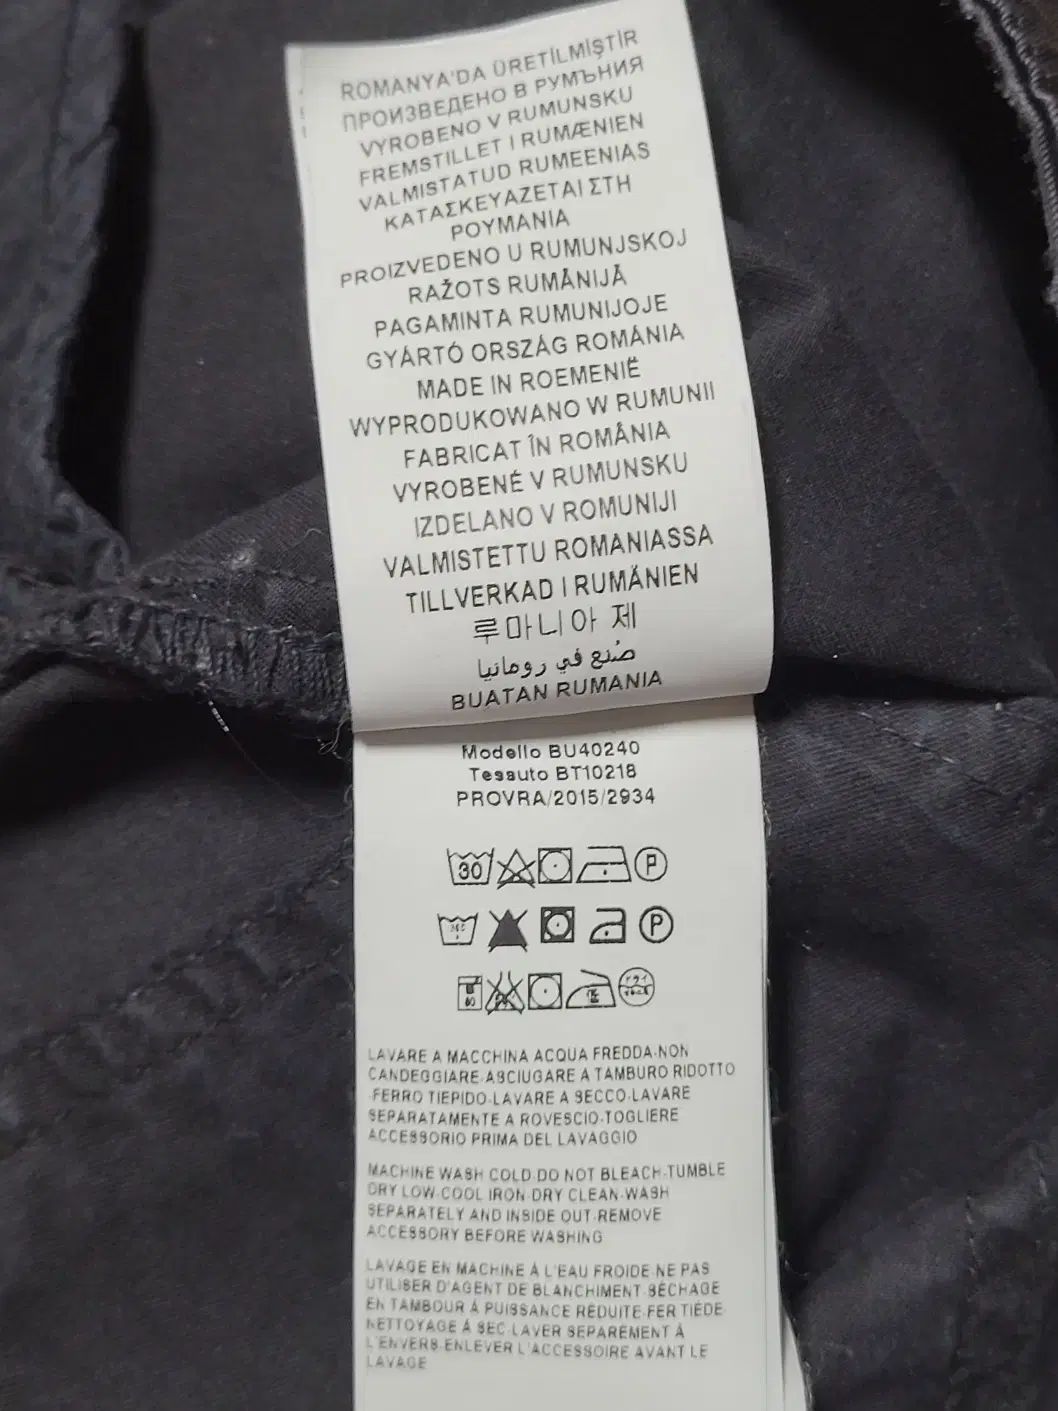 ROMANYA'DA ÜRETİLMİŞTİR
ПРОИЗВЕДЕНО В РУМЪНИЯ
VYROBENO V RUMUNSKU
FREMSTILLET I RUMÆNIEN
VALMISTATUD RUMEENIAS
ΚΑΤΑΣΚΕΥΑΖΕΤΑΙ ΣΤΗ
ΡΟΥΜΑΝΙΑ
PROIZVEDENO U RUMUNJSKOJ
RAŽOTS RUMĀNIJĀ
PAGAMINTA RUMUNIJOJE
GYÁRTÓ ORSZÁG ROMÁNIA
MADE IN ROEMENIË
WYPRODUKOWANO W RUMUNII
FABRICAT ÎN ROMÂNIA
VYROBENÉ V RUMUNSKU
IZDELANO V ROMUNIJI
VALMISTETTU ROMANIASSA
TILLVERKAD I RUMÄNIEN
루마니아 제
صُنع في رومانيا
BUATAN RUMANIA
Modello BU40240
Tessuto BT10218
PROVRA/2015/2934
30 P
P
LAVARE A MACCHINA ACQUA FREDDA-NON
CANDEGGIARE-ASCIUGARE A TAMBURO RIDOTTO
-FERRO TIEPIDO-LAVARE A SECCO-LAVARE
SEPARATAMENTE A ROVESCIO-TOGLIERE
ACCESSORIO PRIMA DEL LAVAGGIO
MACHINE WASH COLD-DO NOT BLEACH-TUMBLE
DRY LOW-COOL IRON-DRY CLEAN-WASH
SEPARATELY AND INSIDE OUT-REMOVE
ACCESSORY BEFORE WASHING
LAVAGE EN MACHINE À L'EAU FROIDE-NE PAS
UTILISER D'AGENT DE BLANCHIMENT-SÉCHAGE
EN TAMBOUR À PUISSANCE RÉDUITE-FER TIÈDE
NETTOYAGE À SEC-LAVER SÉPARÉMENT À
L'ENVERS-ENLEVER L'ACCESSOIRE AVANT LE
LAVAGE